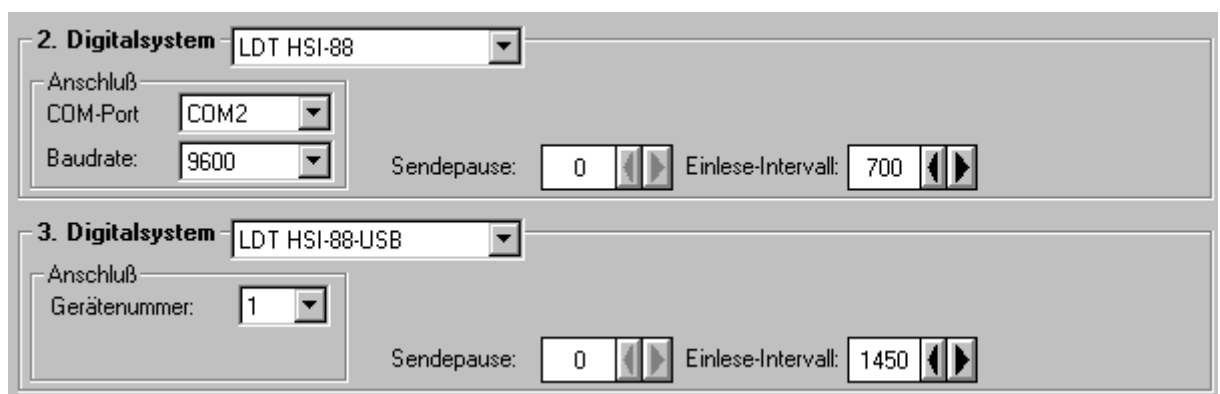 2. Digitalsystem LDT HSI-88
Anschluß
COM-Port COM2
Baudrate: 9600 Sendepause: 0 Einlese-Intervall: 700
3. Digitalsystem LDT HSI-88-USB
Anschluß
Gerätenummer: 1
Sendepause: 0 Einlese-Intervall: 1450